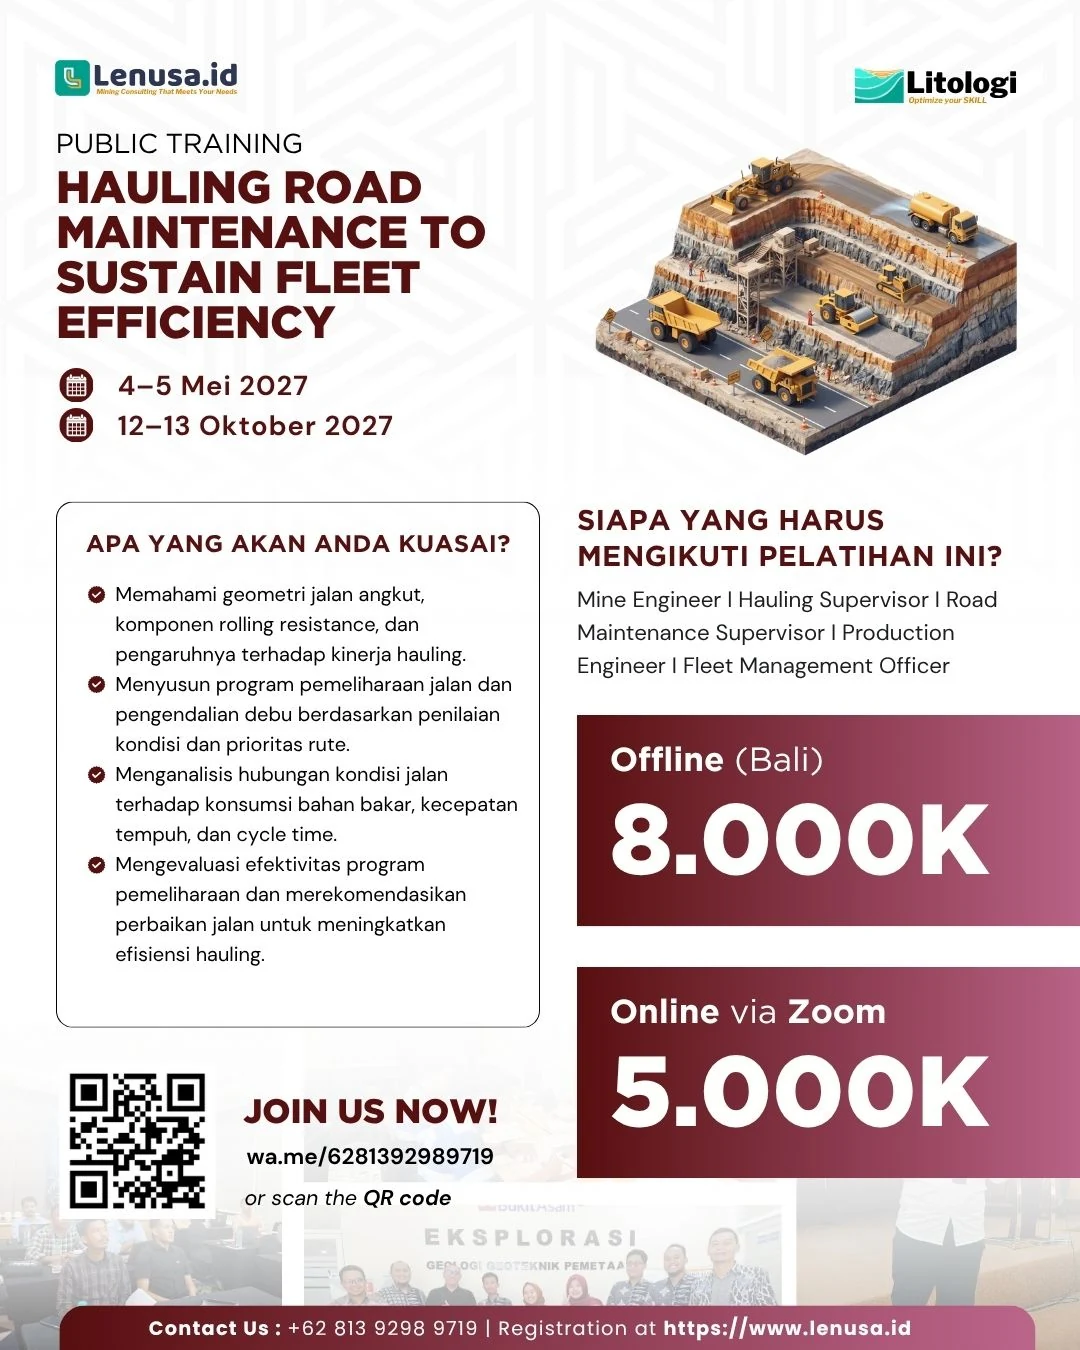 Lenusa.id
Mining Consulting That Meets Your Needs
Litologi
Optimize your SKILL
PUBLIC TRAINING
HAULING ROAD
MAINTENANCE TO
SUSTAIN FLEET
EFFICIENCY
4–5 Mei 2027
12–13 Oktober 2027
APA YANG AKAN ANDA KUASAI?
Memahami geometri jalan angkut,
komponen rolling resistance, dan
pengaruhnya terhadap kinerja hauling.
Menyusun program pemeliharaan jalan dan
pengendalian debu berdasarkan penilaian
kondisi dan prioritas rute.
Menganalisis hubungan kondisi jalan
terhadap konsumsi bahan bakar, kecepatan
tempuh, dan cycle time.
Mengevaluasi efektivitas program
pemeliharaan dan merekomendasikan
perbaikan jalan untuk meningkatkan
efisiensi hauling.
SIAPA YANG HARUS
MENGIKUTI PELATIHAN INI?
Mine Engineer I Hauling Supervisor I Road
Maintenance Supervisor I Production
Engineer I Fleet Management Officer
Offline (Bali)
8.000K
Online via Zoom
5.000K
JOIN US NOW!
wa.me/6281392989719
or scan the QR code
BukitAsam
EKSPLORASI
GEOLOGI GEOTEKNIK PEMETAA
Contact Us : +62 813 9298 9719 | Registration at https://www.lenusa.id